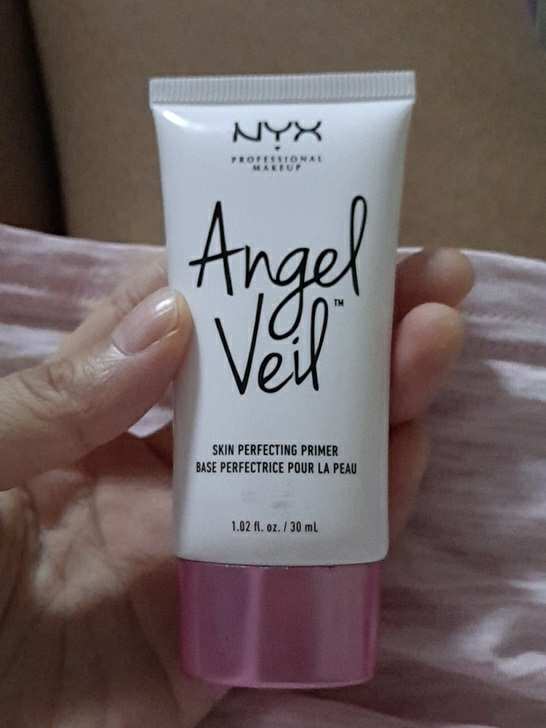 NYX
PROFESSIONAL
MAKEUP
Angel
Veil™
SKIN PERFECTING PRIMER
BASE PERFECTRICE POUR LA PEAU
1.02 fl. oz. / 30 mL